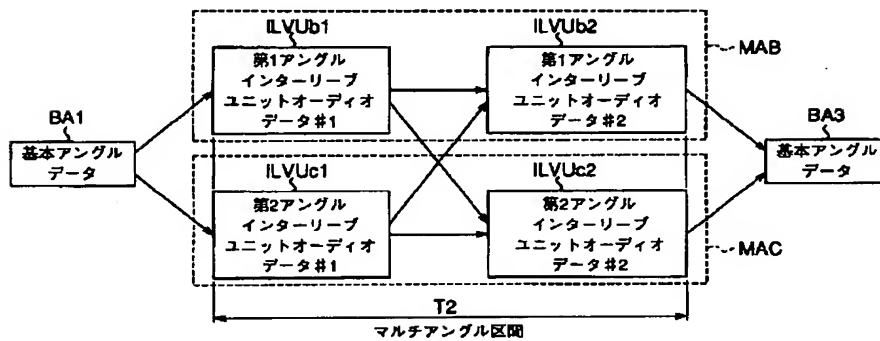 ILVUb1
ILVUb2
第1アングル
インターリーブ
ユニットオーディオ
データ#1
第1アングル
インターリーブ
ユニットオーディオ
データ#2
MAB
BA1
基本アングル
データ
BA3
基本アングル
データ
ILVUc1
ILVUc2
第2アングル
インターリーブ
ユニットオーディオ
データ#1
第2アングル
インターリーブ
ユニットオーディオ
データ#2
MAC
T2
マルチアングル区間